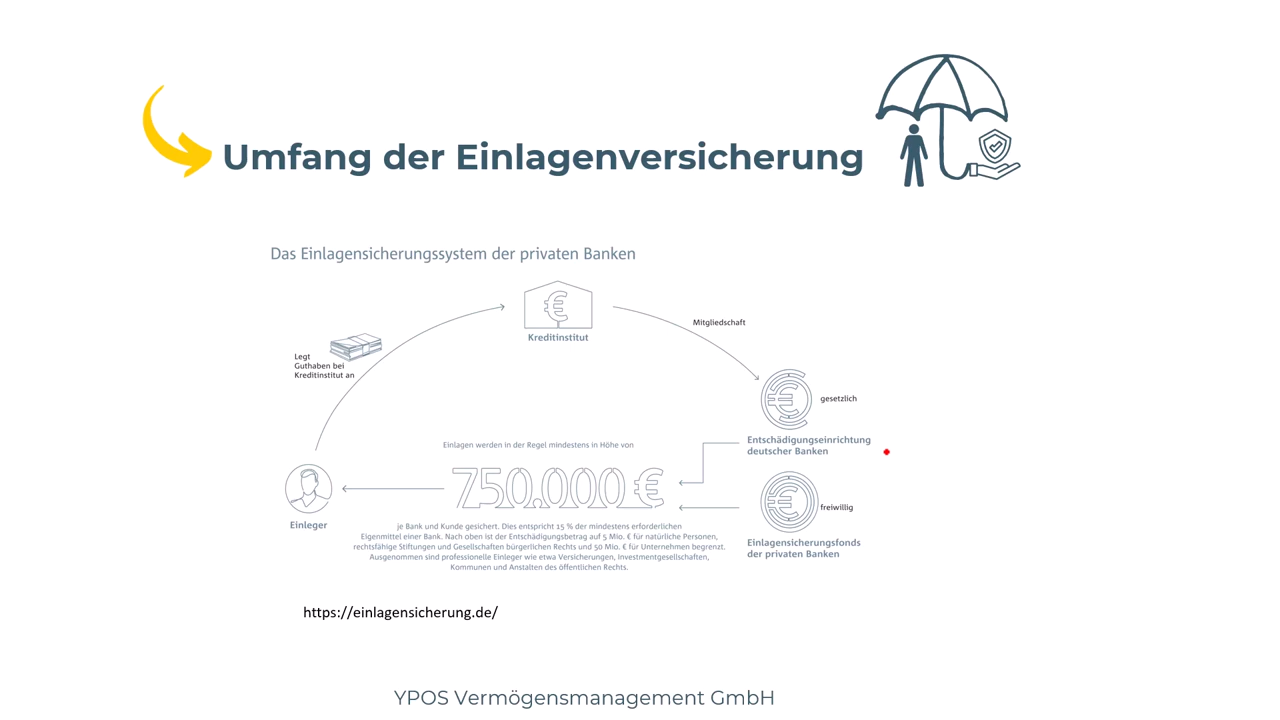 Umfang der Einlagenversicherung
Das Einlagensicherungssystem der privaten Banken
Kreditinstitut
Mitgliedschaft
Legt
Guthaben bei
Kreditinstitut an
gesetzlich
Entschädigungseinrichtung
deutscher Banken
Einlagen werden in der Regel mindestens in Höhe von
750.000 €
Einleger
freiwillig
Einlagensicherungsfonds
der privaten Banken
je Bank und Kunde gesichert. Dies entspricht 15 % der mindestens erforderlichen
Eigenmittel einer Bank. Nach oben ist der Entschädigungsbetrag auf 5 Mio. € für natürliche Personen,
rechtsfähige Stiftungen und Gesellschaften bürgerlichen Rechts und 50 Mio. € für Unternehmen begrenzt.
Ausgenommen sind professionelle Einleger wie etwa Versicherungen, Investmentgesellschaften,
Kommunen und Anstalten des öffentlichen Rechts.
https://einlagensicherung.de/
YPOS Vermögensmanagement GmbH